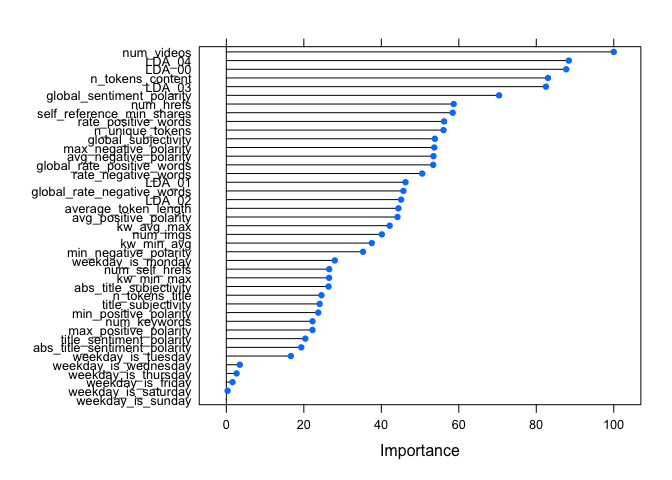 num_videos
LDA_04
LDA_00
n_tokens_content
LDA_03
global_sentiment_polarity
num_hrefs
self_reference_min_shares
rate_positive_words
n_unique_tokens
global_subjectivity
max_negative_polarity
avg_negative_polarity
global_rate_positive_words
rate_negative_words
LDA_01
global_rate_negative_words
LDA_02
average_token_length
avg_positive_polarity
kw_avg_max
num_imgs
kw_min_avg
min_negative_polarity
weekday_is_monday
num_self_hrefs
kw_min_max
abs_title_subjectivity
n_tokens_title
title_subjectivity
min_positive_polarity
num_keywords
max_positive_polarity
title_sentiment_polarity
abs_title_sentiment_polarity
weekday_is_tuesday
weekday_is_wednesday
weekday_is_thursday
weekday_is_friday
weekday_is_saturday
weekday_is_sunday
0 20 40 60 80 100
Importance